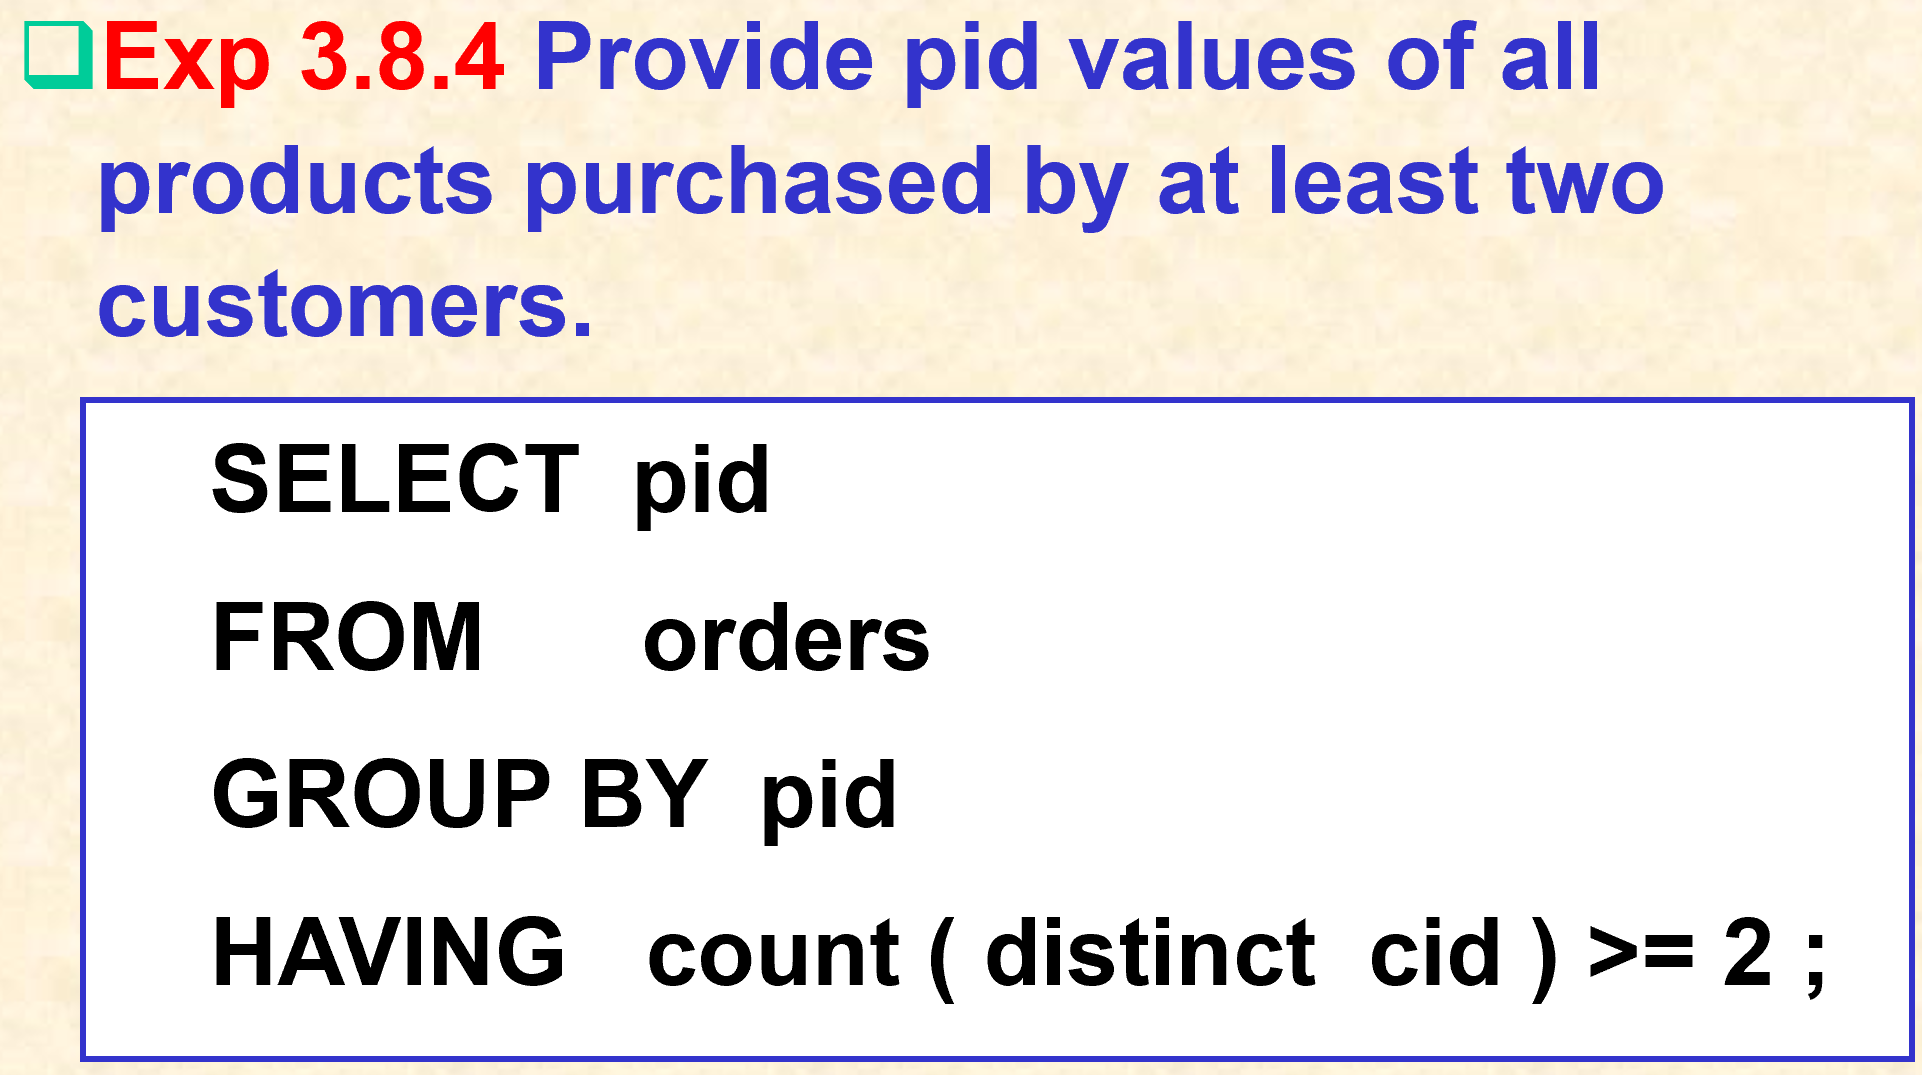 Exp 3.8.4 Provide pid values of all
products purchased by at least two
customers.
SELECT pid
FROM orders
GROUP BY pid
HAVING count ( distinct cid ) >= 2 ;